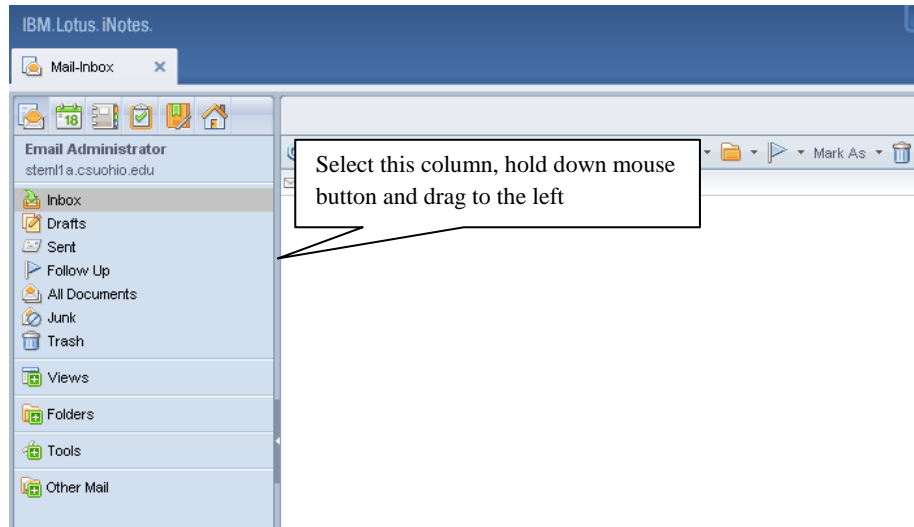 IBM.Lotus.iNotes.
Mail-Inbox
18
Email Administrator
steml1a.csuohio.edu
Select this column, hold down mouse
button and drag to the left
Mark As
Inbox
Drafts
Sent
Follow Up
All Documents
Junk
Trash
Views
Folders
Tools
Other Mail